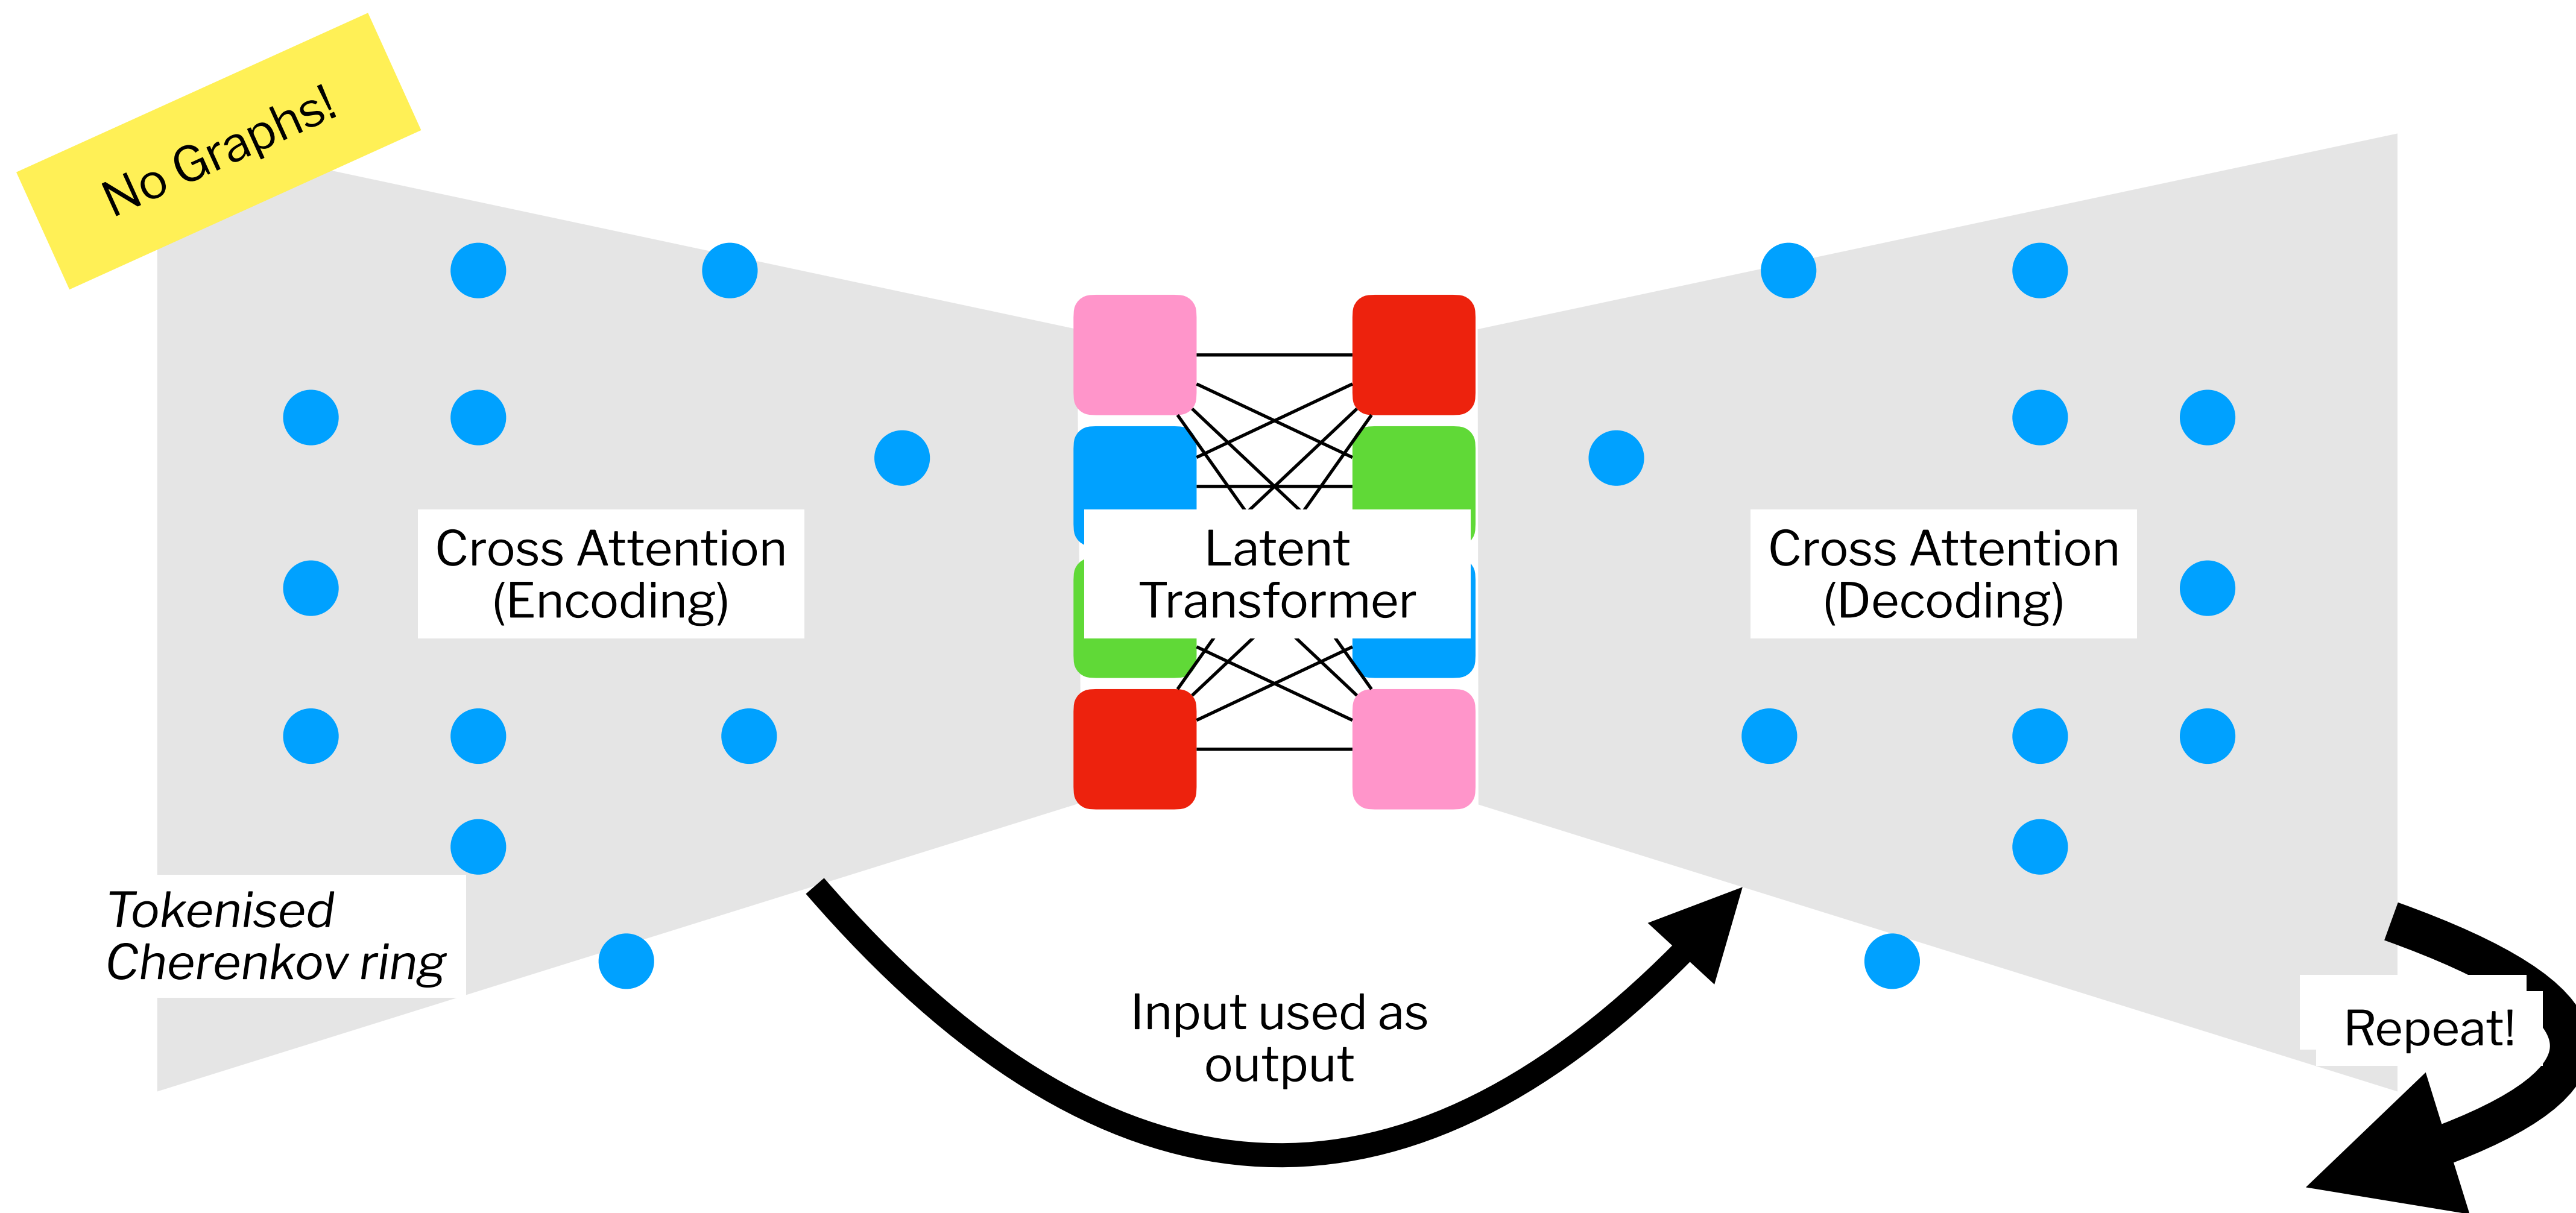 No Graphs!
Cross Attention
(Encoding)
Latent
Transformer
Cross Attention
(Decoding)
Tokenised
Cherenkov ring
Input used as
output
Repeat!